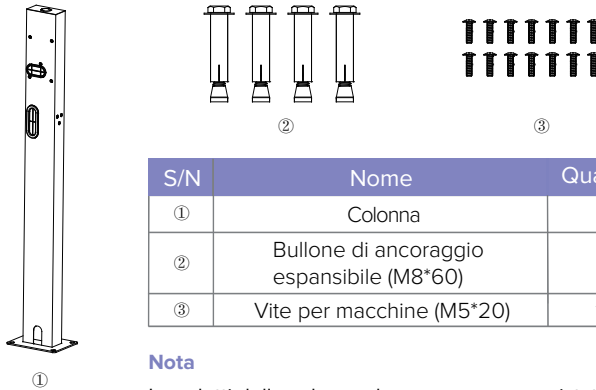 ②
③
S/N Nome
① Colonna
② Bullone di ancoraggio
espansibile (M8*60)
③ Vite per macchine (M5*20)
Nota
①